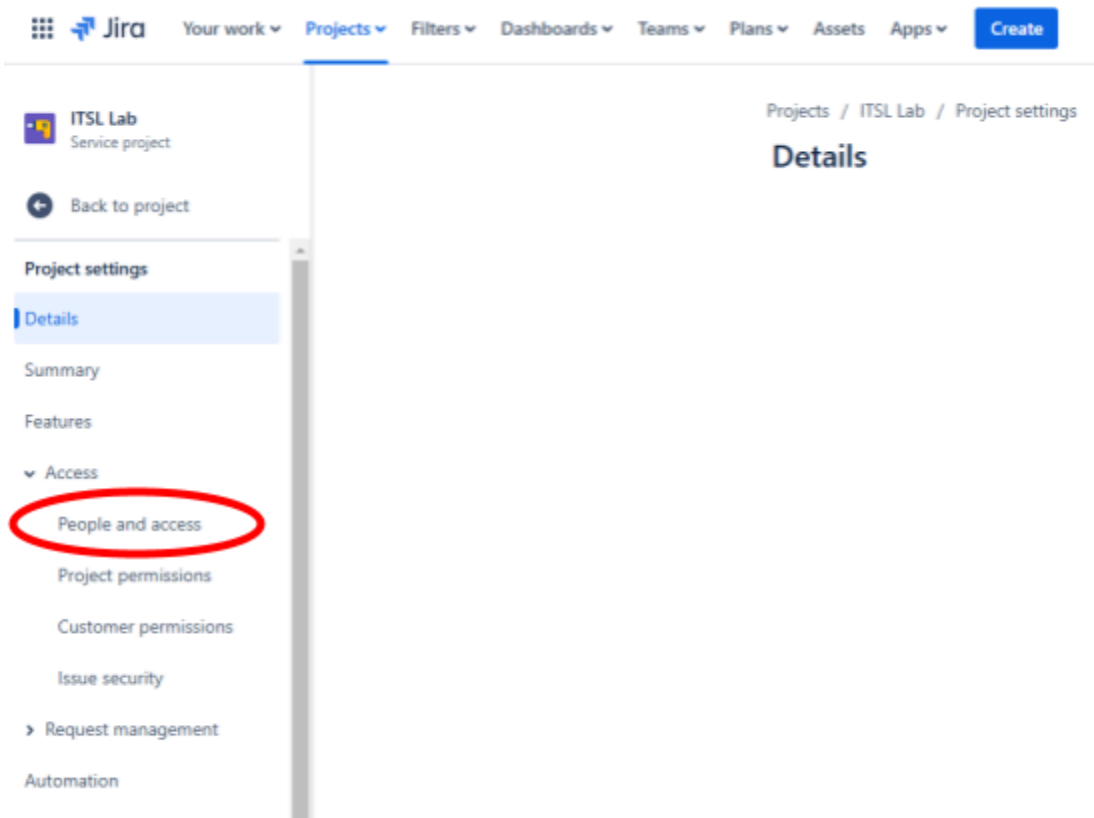 Jira Your work Projects Filters Dashboards Teams Plans Assets Apps Create
ITSL Lab
Service project
Back to project
Project settings
Details
Summary
Features
Access
People and access
Project permissions
Customer permissions
Issue security
Request management
Automation
Projects / ITSL Lab / Project settings
Details